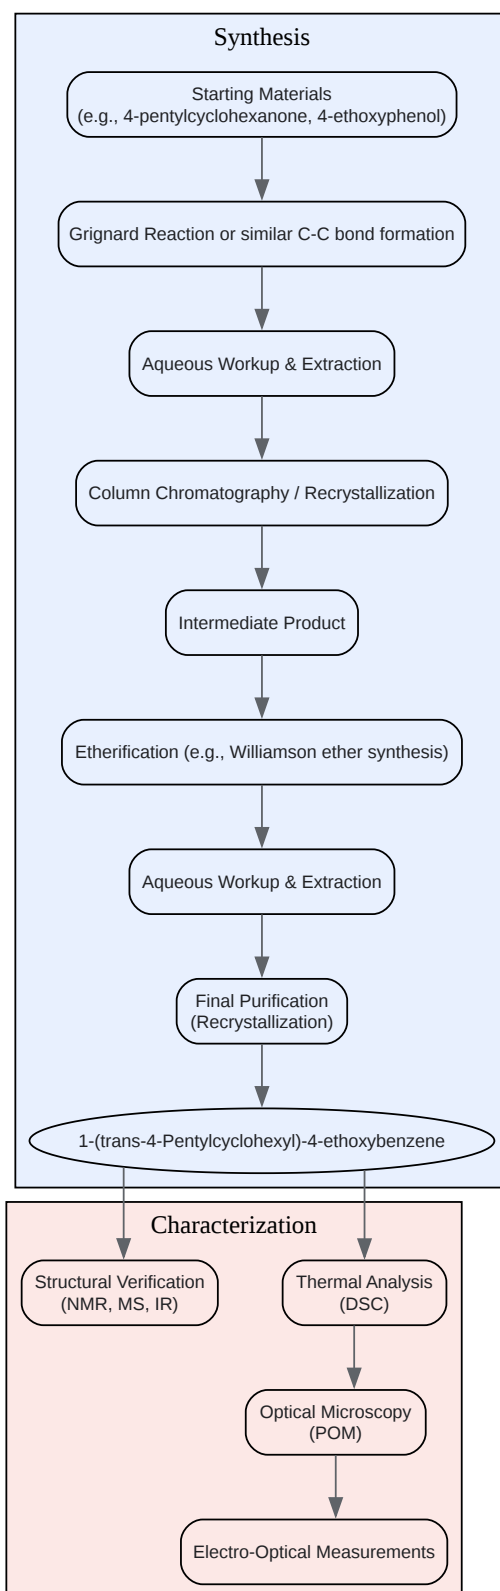 Synthesis
Starting Materials
(e.g., 4-pentylcyclohexanone, 4-ethoxyphenol)
Grignard Reaction or similar C-C bond formation
Aqueous Workup & Extraction
Column Chromatography / Recrystallization
Intermediate Product
Etherification (e.g., Williamson ether synthesis)
Aqueous Workup & Extraction
Final Purification
(Recrystallization)
1-(trans-4-Pentylcyclohexyl)-4-ethoxybenzene
Characterization
Structural Verification
(NMR, MS, IR)
Thermal Analysis
(DSC)
Optical Microscopy
(POM)
Electro-Optical Measurements